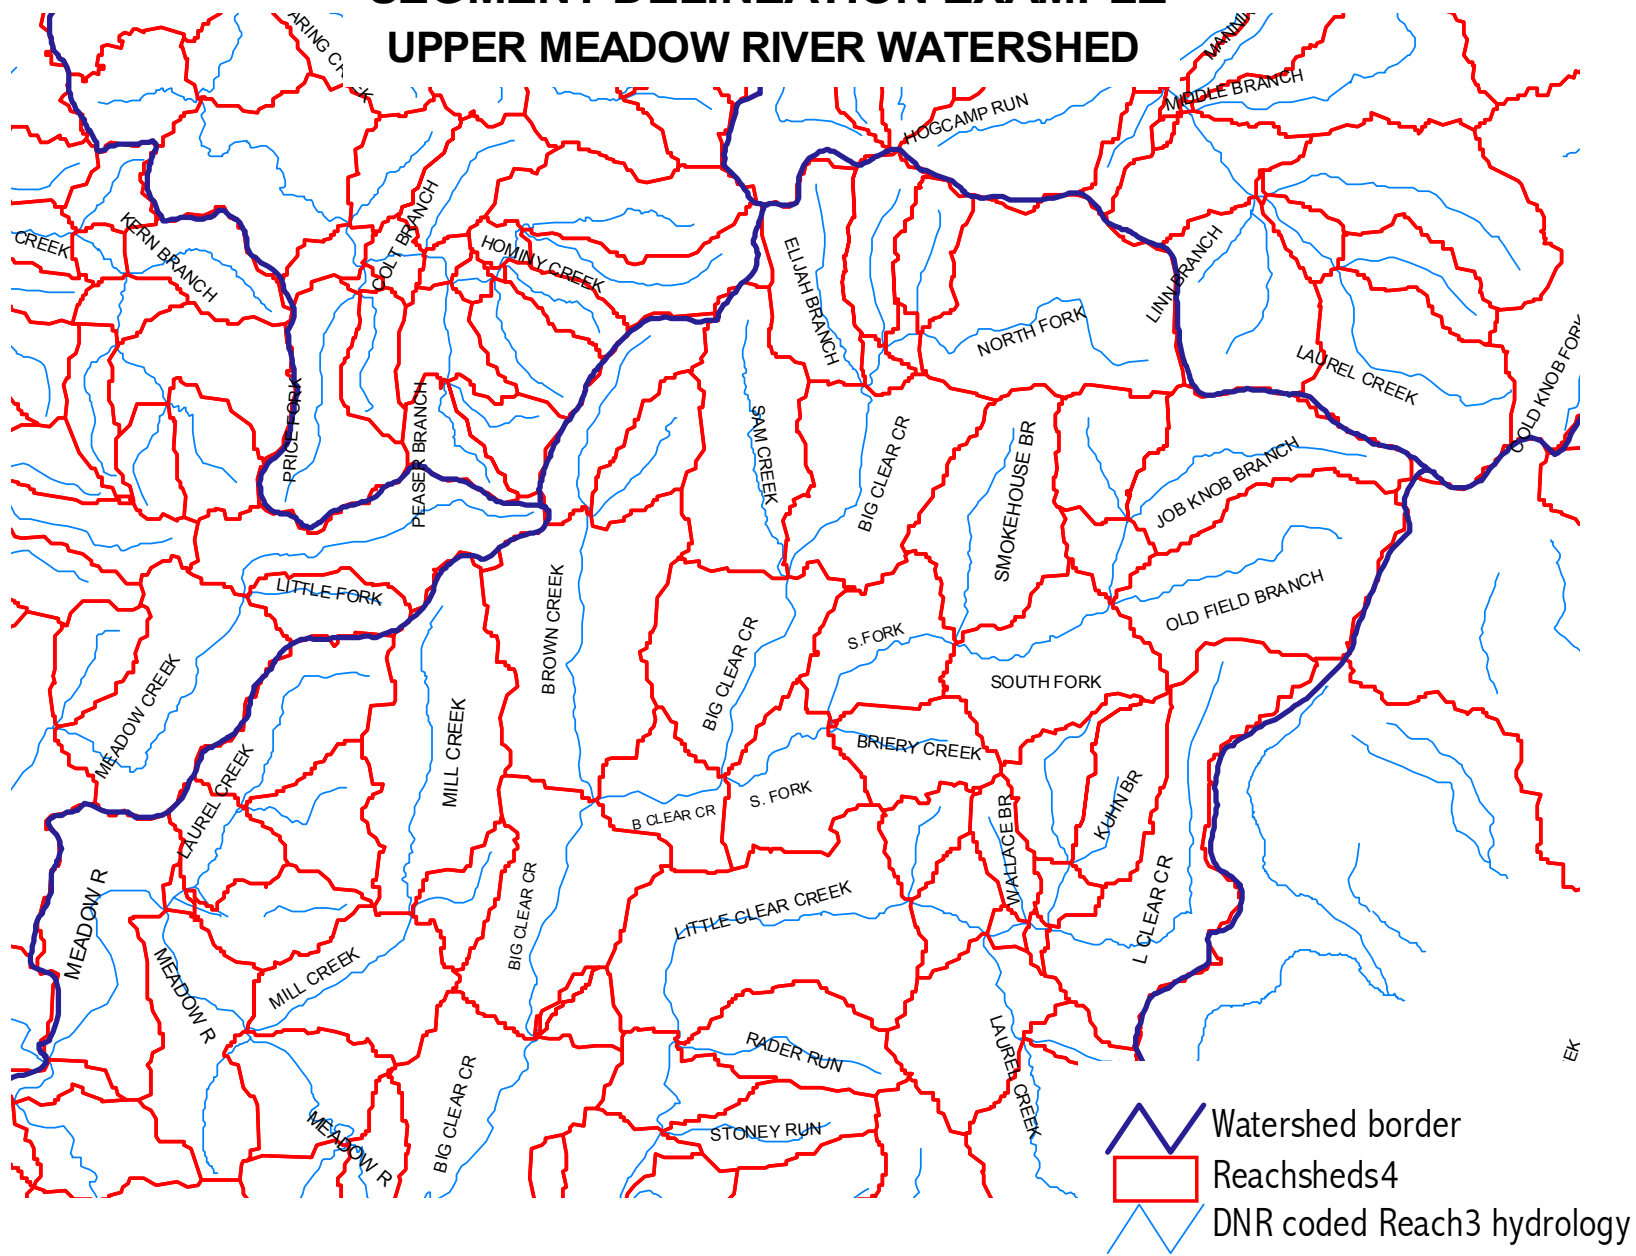 SEGMENT DELINEATION EXAMPLE
UPPER MEADOW RIVER WATERSHED
MIDDLE BRANCH
HOGCAMP RUN
COLT BRANCH
KERN BRANCH
CREEK
HOMINY CREEK
ELIJAH BRANCH
LINN BRANCH
NORTH FORK
LAUREL CREEK
COLD KNOB FORK
PRICE FORK
PEASER BRANCH
SAM CREEK
BIG CLEAR CR
SMOKEHOUSE BR
JOB KNOB BRANCH
LITTLE FORK
BROWN CREEK
OLD FIELD BRANCH
S.FORK
BIG CLEAR CR
SOUTH FORK
MEADOW CREEK
MILL CREEK
BRIERY CREEK
LAUREL CREEK
S. FORK
B CLEAR CR
KUHN BR
WALLACE BR
MEADOW R
BIG CLEAR CR
LITTLE CLEAR CREEK
L CLEAR CR
MEADOW R
MILL CREEK
RADER RUN
LAUREL CREEK
EK
BIG CLEAR CR
MEADOW R
STONEY RUN
Watershed border
Reachsheds4
DNR coded Reach3 hydrology